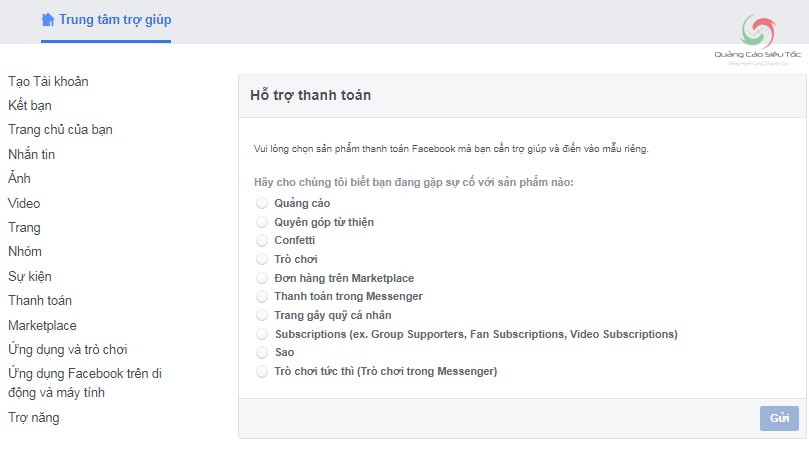 Trung tâm trợ giúp
Quảng Cáo Siêu Tốc
Tạo Tài khoản
Kết bạn
Trang chủ của bạn
Nhắn tin
Ảnh
Video
Trang
Nhóm
Sự kiện
Thanh toán
Marketplace
Ứng dụng và trò chơi
Ứng dụng Facebook trên di
động và máy tính
Trợ năng
Hỗ trợ thanh toán
Vui lòng chọn sản phẩm thanh toán Facebook mà bạn cần trợ giúp và điền vào mẫu riêng.
Hãy cho chúng tôi biết bạn đang gặp sự cố với sản phẩm nào:
Quảng cáo
Quyên góp từ thiện
Confetti
Trò chơi
Đơn hàng trên Marketplace
Thanh toán trong Messenger
Trang gây quỹ cá nhân
Subscriptions (ex. Group Supporters, Fan Subscriptions, Video Subscriptions)
Sao
Trò chơi tức thì (Trò chơi trong Messenger)
Gửi